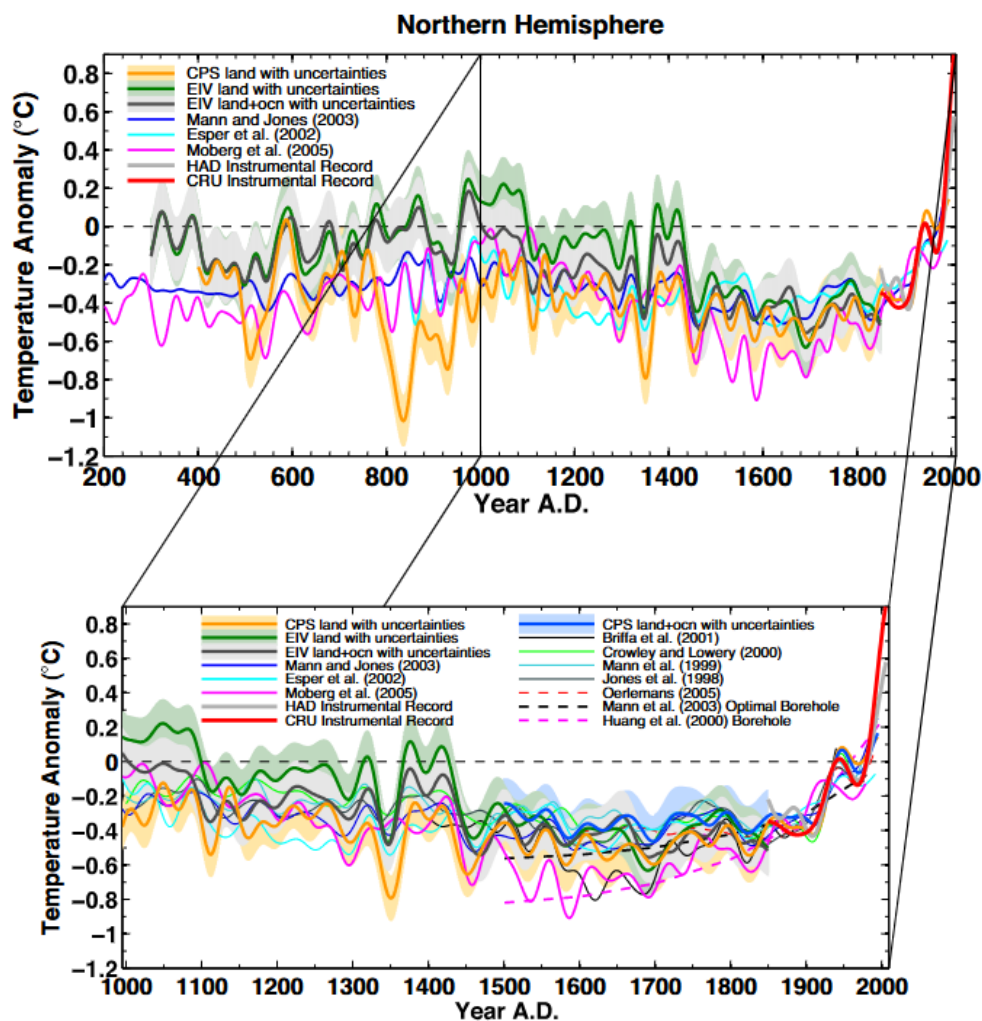 Northern Hemisphere
0.8
0.6
0.4
0.2
0
−0.2
−0.4
−0.6
−0.8
−1
−1.2
Temperature Anomaly (°C)
CPS land with uncertainties
EIV land with uncertainties
EIV land+ocn with uncertainties
Mann and Jones (2003)
Esper et al. (2002)
Moberg et al. (2005)
HAD Instrumental Record
CRU Instrumental Record
200 400 600 800 1000 1200 1400 1600 1800 2000
Year A.D.
0.8
0.6
0.4
0.2
0
−0.2
−0.4
−0.6
−0.8
−1
−1.2
Temperature Anomaly (°C)
CPS land with uncertainties
EIV land with uncertainties
EIV land+ocn with uncertainties
Mann and Jones (2003)
Esper et al. (2002)
Moberg et al. (2005)
HAD Instrumental Record
CRU Instrumental Record
CPS land+ocn with uncertainties
Briffa et al. (2001)
Crowley and Lowery (2000)
Mann et al. (1999)
Jones et al. (1998)
Oerlemans (2005)
Mann et al. (2003) Optimal Borehole
Huang et al. (2000) Borehole
1000 1100 1200 1300 1400 1500 1600 1700 1800 1900 2000
Year A.D.